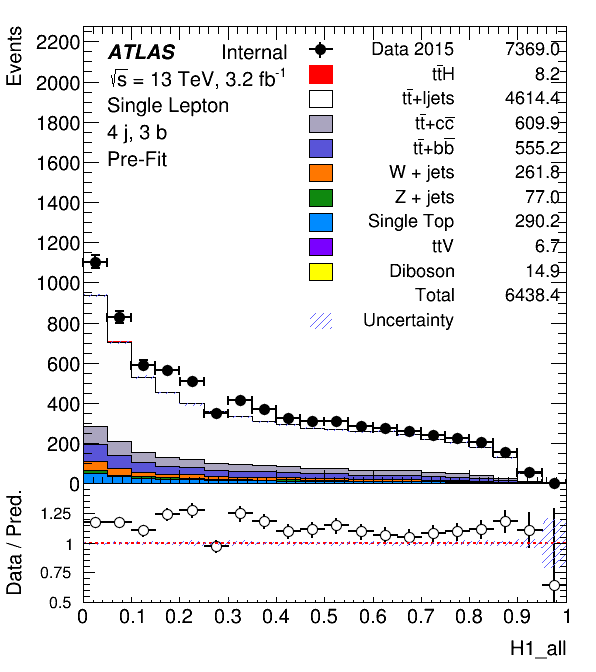 Events
2200
2000
1800
1600
1400
1200
1000
800
600
400
200
0
ATLAS Internal
√s = 13 TeV, 3.2 fb⁻¹
Single Lepton
4 j, 3 b
Pre-Fit
Data 2015 7369.0
tt̄H 8.2
tt̄+ljets 4614.4
tt̄+cc̄ 609.9
tt̄+bb̄ 555.2
W + jets 261.8
Z + jets 77.0
Single Top 290.2
ttV 6.7
Diboson 14.9
Total 6438.4
Uncertainty
Data / Pred.
1.25
1
0.75
0.5
0 0.1 0.2 0.3 0.4 0.5 0.6 0.7 0.8 0.9 1
H1_all